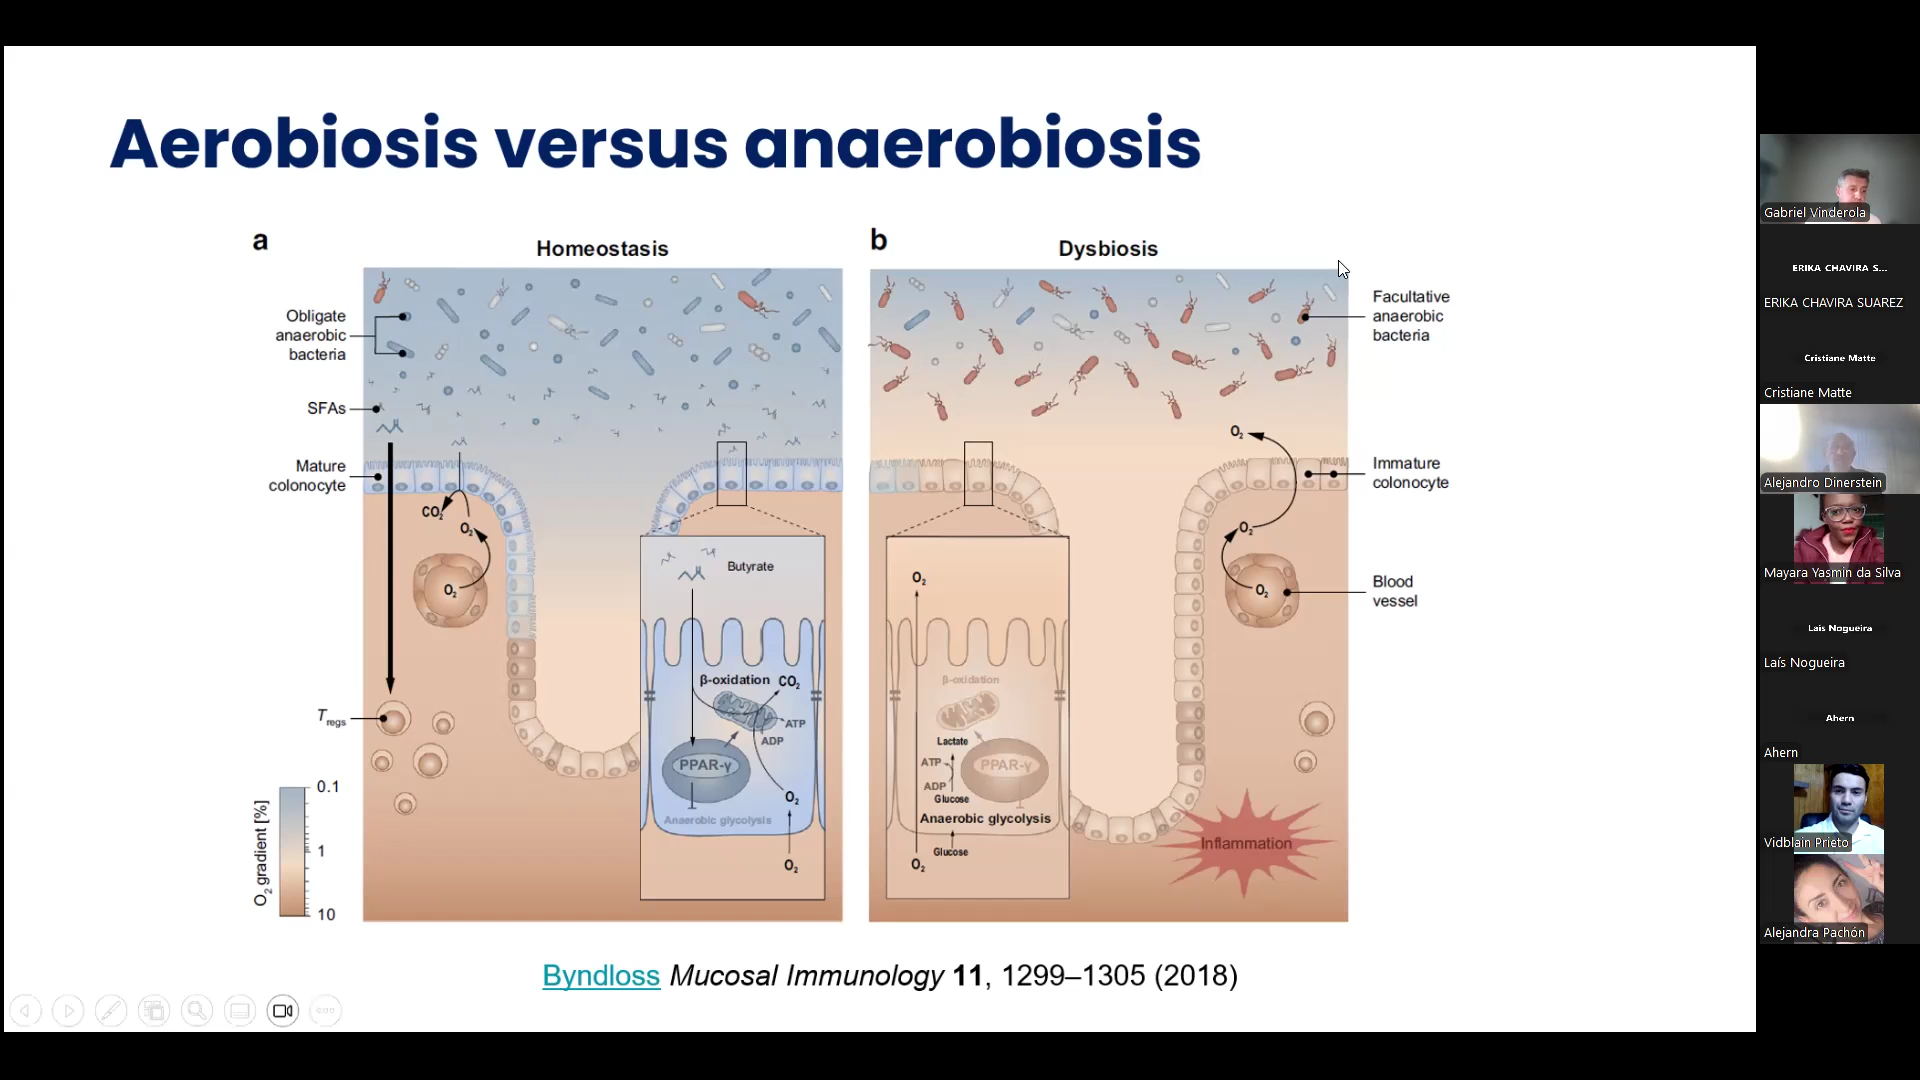 Aerobiosis versus anaerobiosis
a
Homeostasis
Obligate
anaerobic
bacteria
SFAs
Mature
colonocyte
CO2
O2
O2
Tregs
O2 gradient [%]
0.1
1
10
Butyrate
β-oxidation CO2
ATP
ADP
PPAR-γ
O2
Anaerobic glycolysis
O2
b
Dysbiosis
Facultative
anaerobic
bacteria
O2
Immature
colonocyte
O2
O2
Blood
vessel
O2
β-oxidation
Lactate
ATP
PPAR-γ
ADP
Glucose
Anaerobic glycolysis
Glucose
O2
Inflammation
Byndloss Mucosal Immunology 11, 1299–1305 (2018)
Gabriel Vinderola
ERIKA CHAVIRA S...
ERIKA CHAVIRA SUAREZ
Cristiane Matte
Cristiane Matte
Alejandro Dinerstein
Mayara Yasmin da Silva
Laís Nogueira
Laís Nogueira
Ahern
Ahern
Vidblain Prieto
Alejandra Pachón